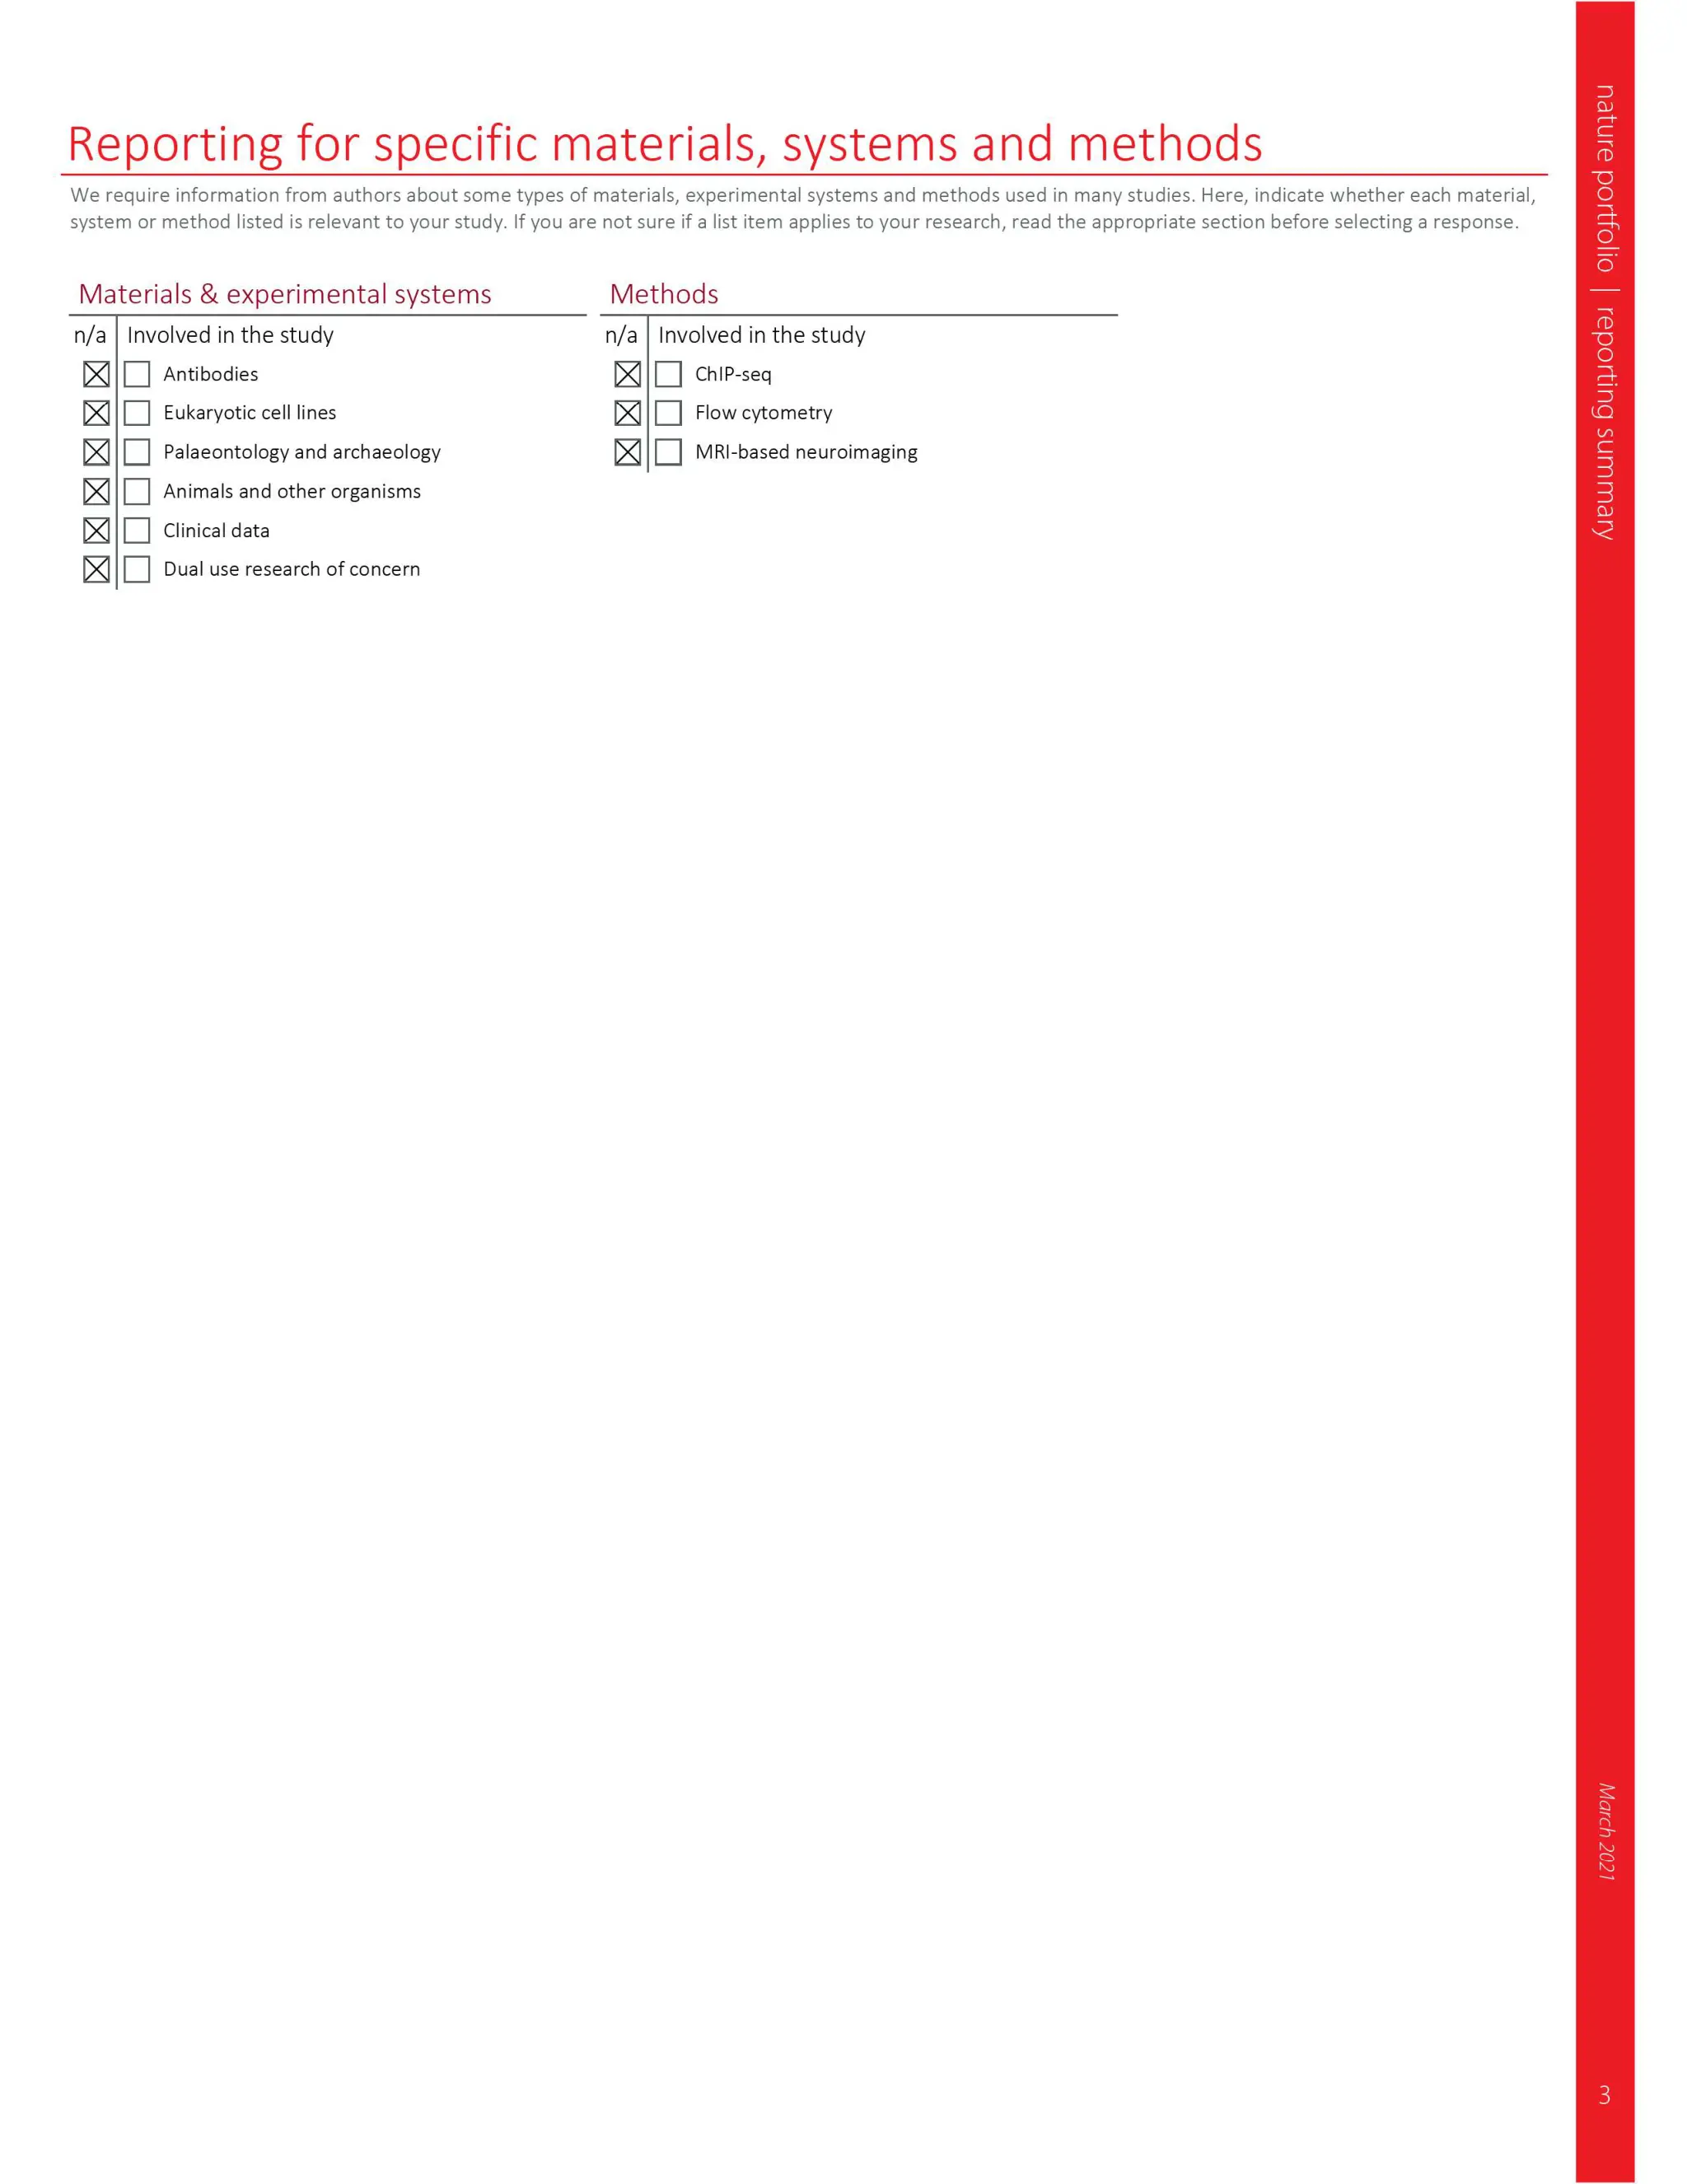 Reporting for specific materials, systems and methods
We require information from authors about some types of materials, experimental systems and methods used in many studies. Here, indicate whether each material,
system or method listed is relevant to your study. If you are not sure if a list item applies to your research, read the appropriate section before selecting a response.
Materials & experimental systems
n/a Involved in the study
Antibodies
Eukaryotic cell lines
Palaeontology and archaeology
Animals and other organisms
Clinical data
Dual use research of concern
Methods
n/a Involved in the study
ChIP-seq
Flow cytometry
MRI-based neuroimaging
nature portfolio | reporting summary
March 2021
3